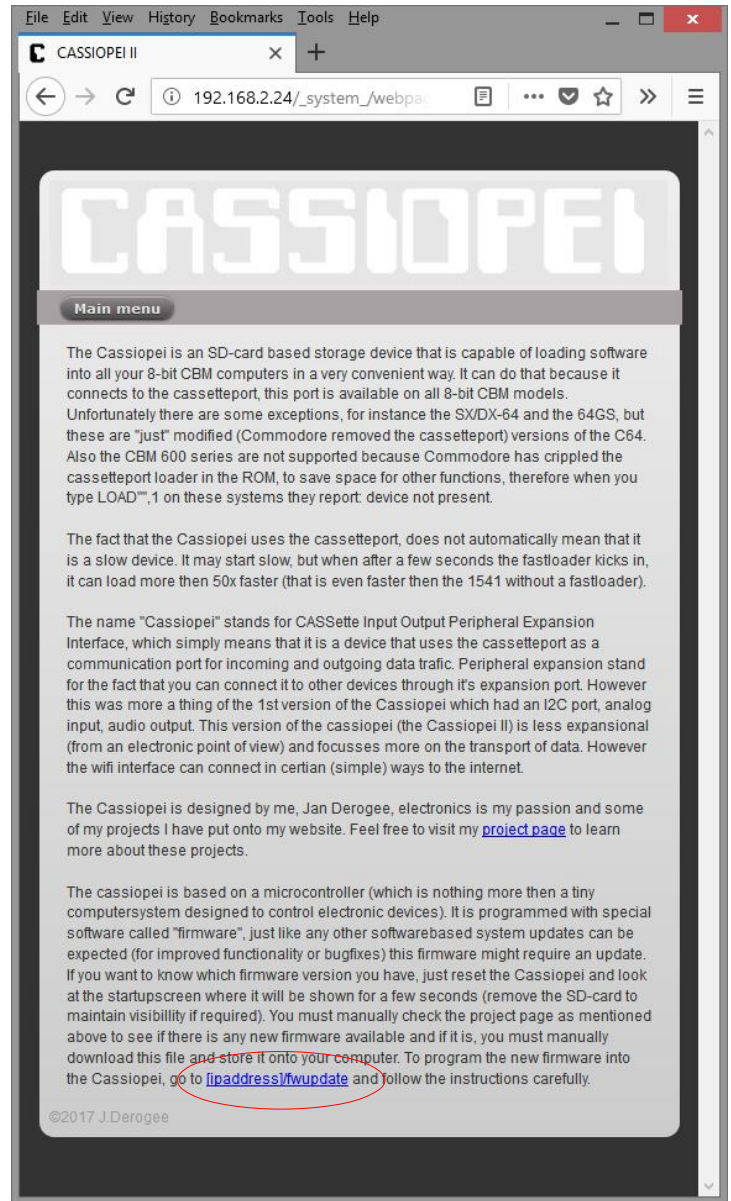 File Edit View History Bookmarks Tools Help
CASSIOPEI II
192.168.2.24/_system_/webpag
CASSIOPEI
Main menu
The Cassiopei is an SD-card based storage device that is capable of loading software
into all your 8-bit CBM computers in a very convenient way. It can do that because it
connects to the cassetteport, this port is available on all 8-bit CBM models.
Unfortunately there are some exceptions, for instance the SX/DX-64 and the 64GS, but
these are "just" modified (Commodore removed the cassetteport) versions of the C64.
Also the CBM 600 series are not supported because Commodore has crippled the
cassetteport loader in the ROM, to save space for other functions, therefore when you
type LOAD"",1 on these systems they report: device not present.
The fact that the Cassiopei uses the cassetteport, does not automatically mean that it
is a slow device. It may start slow, but when after a few seconds the fastloader kicks in,
it can load more then 50x faster (that is even faster then the 1541 without a fastloader).
The name "Cassiopei" stands for CASSette Input Output Peripheral Expansion
Interface, which simply means that it is a device that uses the cassetteport as a
communication port for incoming and outgoing data trafic. Peripheral expansion stand
for the fact that you can connect it to other devices through it's expansion port. However
this was more a thing of the 1st version of the Cassiopei which had an I2C port, analog
input, audio output. This version of the cassiopei (the Cassiopei II) is less expansional
(from an electronic point of view) and focusses more on the transport of data. However
the wifi interface can connect in certian (simple) ways to the internet.
The Cassiopei is designed by me, Jan Derogee, electronics is my passion and some
of my projects I have put onto my website. Feel free to visit my project page to learn
more about these projects.
The cassiopei is based on a microcontroller (which is nothing more then a tiny
computersystem designed to control electronic devices). It is programmed with special
software called "firmware", just like any other softwarebased system updates can be
expected (for improved functionality or bugfixes) this firmware might require an update.
If you want to know which firmware version you have, just reset the Cassiopei and look
at the startupscreen where it will be shown for a few seconds (remove the SD-card to
maintain visibillity if required). You must manually check the project page as mentioned
above to see if there is any new firmware available and if it is, you must manually
download this file and store it onto your computer. To program the new firmware into
the Cassiopei, go to [ipaddress]/fwupdate and follow the instructions carefully.
©2017 J.Derogee